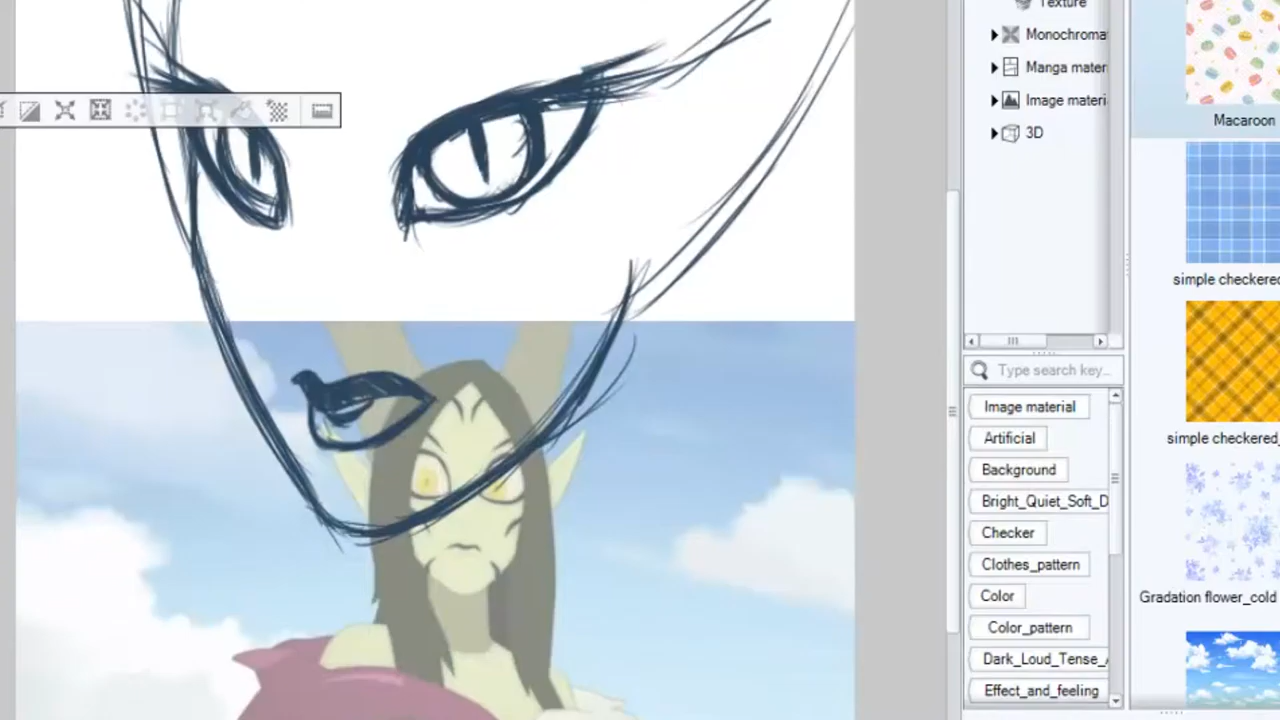 Texture
Monochroma
Manga mater
Image materi
3D
Type search key...
Image material
Artificial
Background
Bright_Quiet_Soft_D
Checker
Clothes_pattern
Color
Color_pattern
Dark_Loud_Tense_
Effect_and_feeling
Macaroon
simple checkered
simple checkered_
Gradation flower_cold